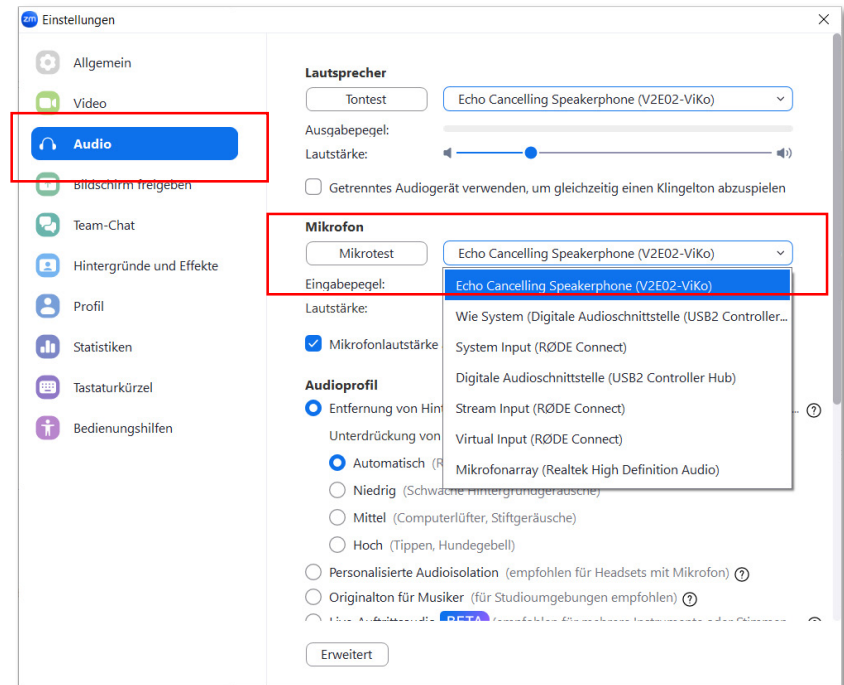 zm Einstellungen
Allgemein
Video
Audio
Bildschirm freigeben
Team-Chat
Hintergründe und Effekte
Profil
Statistiken
Tastaturkürzel
Bedienungshilfen
Lautsprecher
Tontest Echo Cancelling Speakerphone (V2E02-ViKo)
Ausgabepegel:
Lautstärke:
Getrenntes Audiogerät verwenden, um gleichzeitig einen Klingelton abzuspielen
Mikrofon
Mikrotest Echo Cancelling Speakerphone (V2E02-ViKo)
Eingabepegel:
Lautstärke:
Echo Cancelling Speakerphone (V2E02-ViKo)
Wie System (Digitale Audioschnittstelle (USB2 Controller...
System Input (RØDE Connect)
Digitale Audioschnittstelle (USB2 Controller Hub)
Stream Input (RØDE Connect)
Virtual Input (RØDE Connect)
Mikrofonarray (Realtek High Definition Audio)
Mikrofonlautstärke
Audioprofil
Entfernung von ...
Unterdrückung von
Automatisch
Niedrig (Schwache Hintergrundgeräusche)
Mittel (Computerlüfter, Stiftgeräusche)
Hoch (Tippen, Hundegebell)
Personalisierte Audioisolation (empfohlen für Headsets mit Mikrofon)
Originalton für Musiker (für Studioumgebungen empfohlen)
BETA
Erweitert